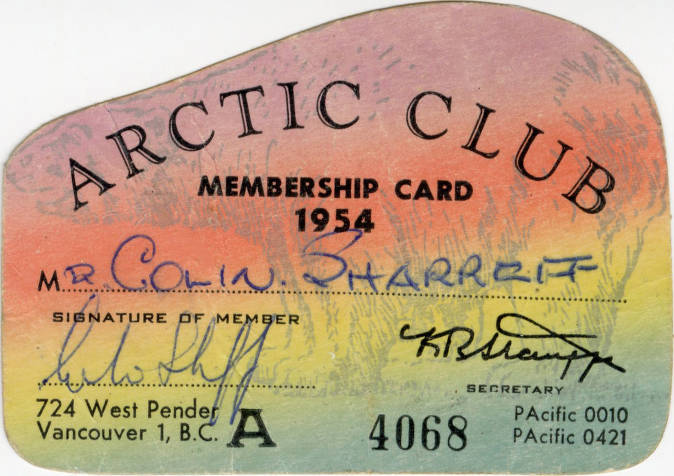 ARCTIC CLUB
MEMBERSHIP CARD
1954
MR. COLIN. SHARREFF
SIGNATURE OF MEMBER
SECRETARY
724 West Pender
Vancouver 1, B.C.
A
4068
PAcific 0010
PAcific 0421